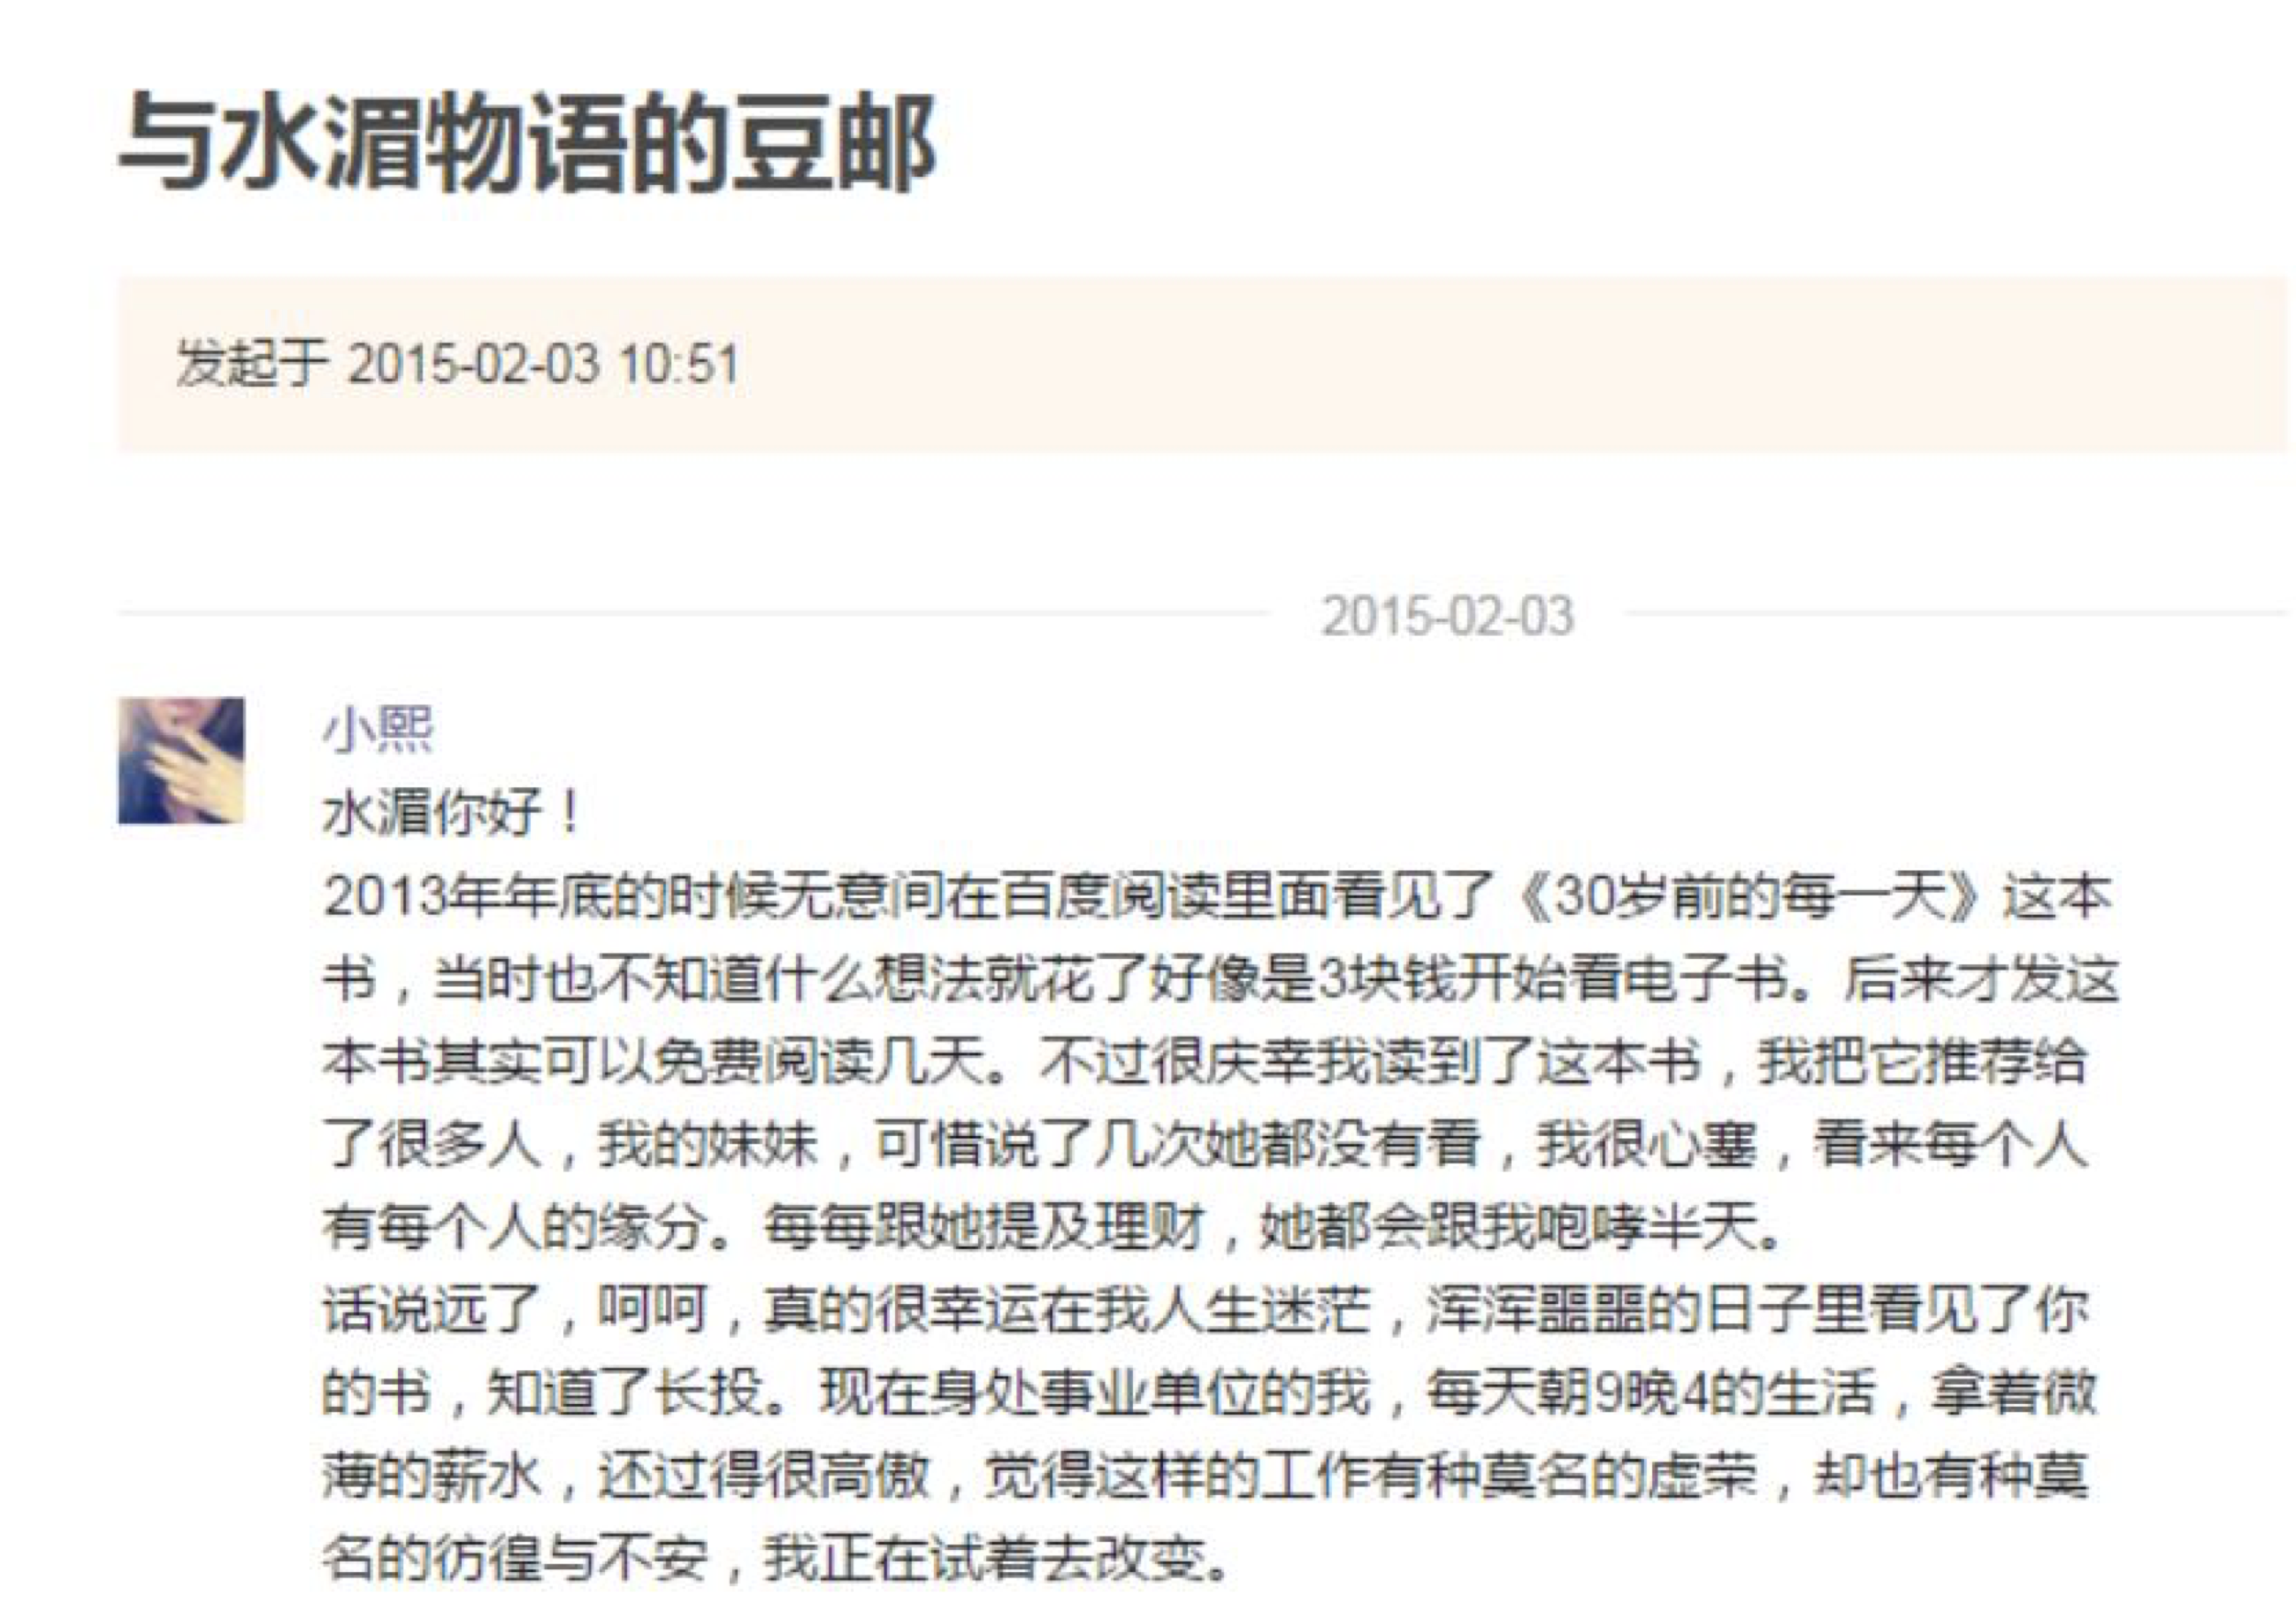 与水湄物语的豆邮
发起于 2015-02-03 10:51
2015-02-03
小熙
水湄你好！
2013年年底的时候无意间在百度阅读里面看见了《30岁前的每一天》这本
书，当时也不知道什么想法就花了好像是3块钱开始看电子书。后来才发这
本书其实可以免费阅读几天。不过很庆幸我读到了这本书，我把它推荐给
了很多人，我的妹妹，可惜说了几次她都没有看，我很心塞，看来每个人
有每个人的缘分。每每跟她提及理财，她都会跟我咆哮半天。
话说远了，呵呵，真的很幸运在我人生迷茫，浑浑噩噩的日子里看见了你
的书，知道了长投。现在身处事业单位的我，每天朝9晚4的生活，拿着微
薄的薪水，还过得很高傲，觉得这样的工作有种莫名的虚荣，却也有种莫
名的彷徨与不安，我正在试着去改变。